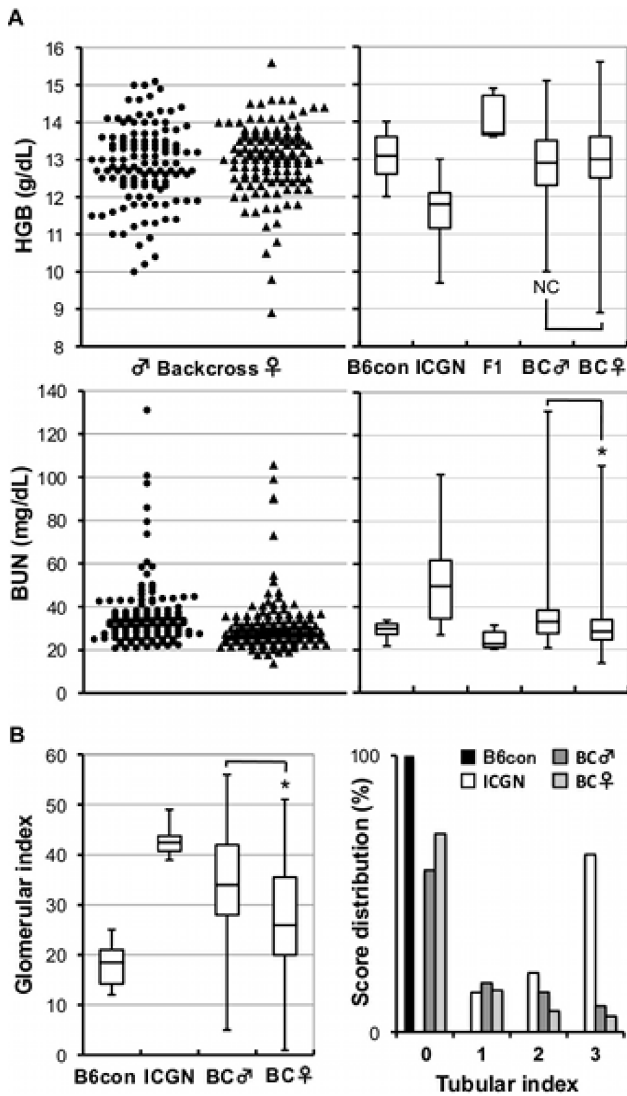 A
HGB (g/dL)
16
15
14
13
12
11
10
9
8
NC
♂ Backcross ♀
B6con ICGN F1 BC♂ BC♀
BUN (mg/dL)
140
120
100
80
60
40
20
0
*
B
Glomerular index
60
50
40
30
20
10
0
*
B6con ICGN BC♂ BC♀
Score distribution (%)
100
0
B6con BC♂
ICGN BC♀
0 1 2 3
Tubular index